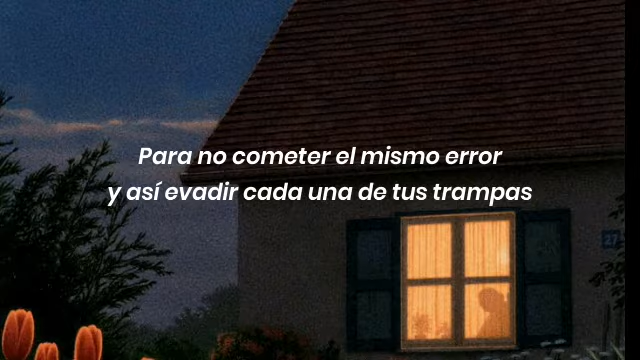 Para no cometer el mismo error
y así evadir cada una de tus trampas
27